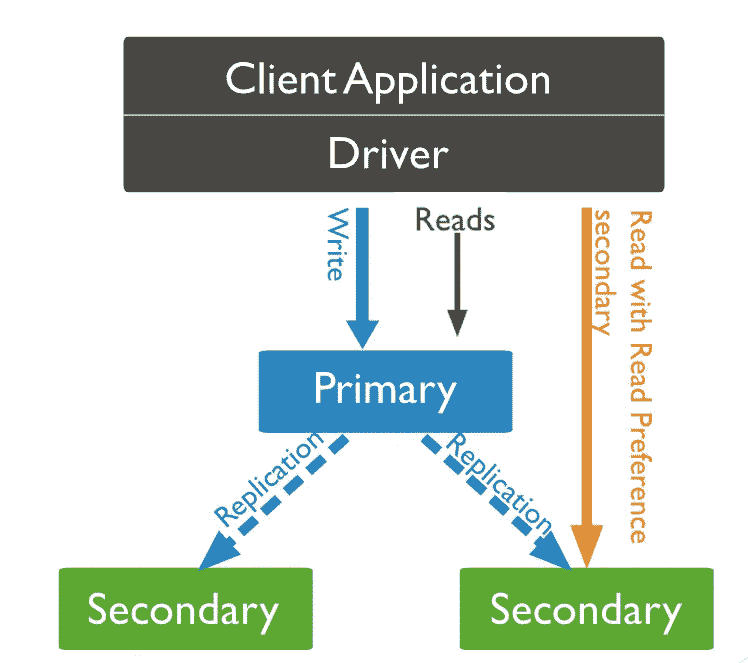 Client Application
Driver
Write
Reads
Read with Read Preference
secondary
Primary
Replication
Replication
Secondary
Secondary